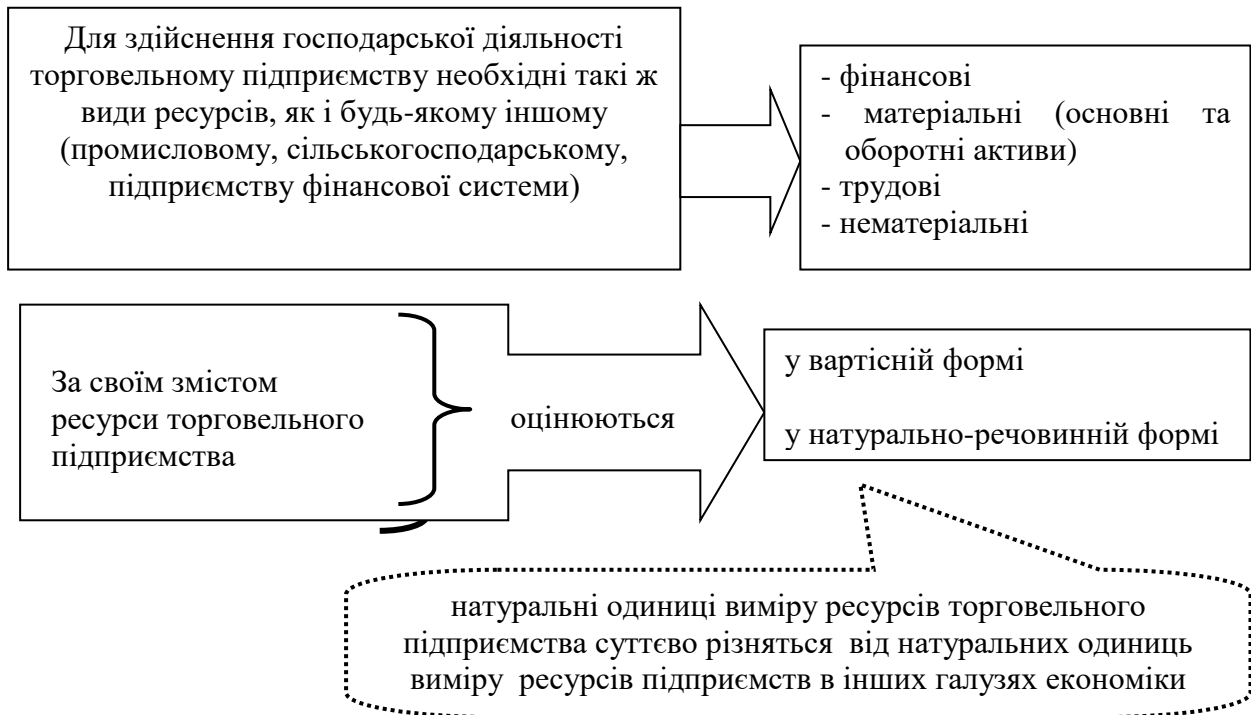 Для здійснення господарської діяльності
торговельному підприємству необхідні такі ж
види ресурсів, як і будь-якому іншому
(промисловому, сільськогосподарському,
підприємству фінансової системи)
- фінансові
- матеріальні (основні та
оборотні активи)
- трудові
- нематеріальні
За своїм змістом
ресурси торговельного
підприємства
оцінюються
у вартісній формі
у натурально-речовинній формі
натуральні одиниці виміру ресурсів торговельного
підприємства суттєво різняться від натуральних одиниць
виміру ресурсів підприємств в інших галузях економіки